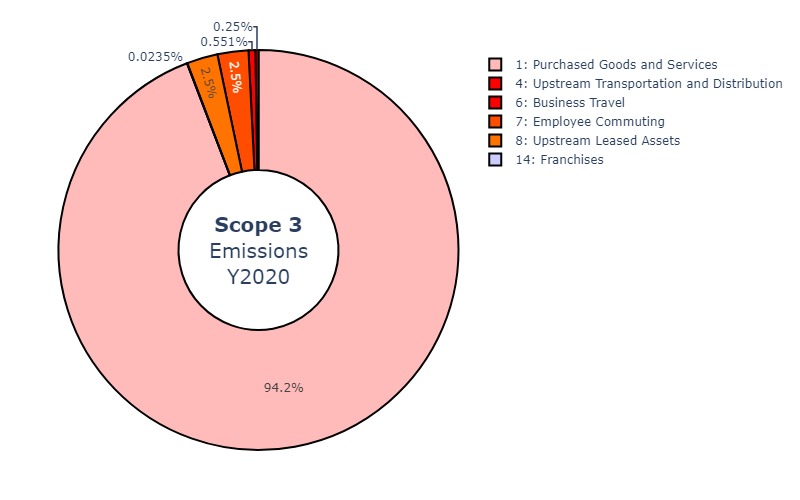 0.25%
0.551%
0.0235%
2.5%
2.5%
94.2%
Scope 3
Emissions
Y2020
1: Purchased Goods and Services
4: Upstream Transportation and Distribution
6: Business Travel
7: Employee Commuting
8: Upstream Leased Assets
14: Franchises